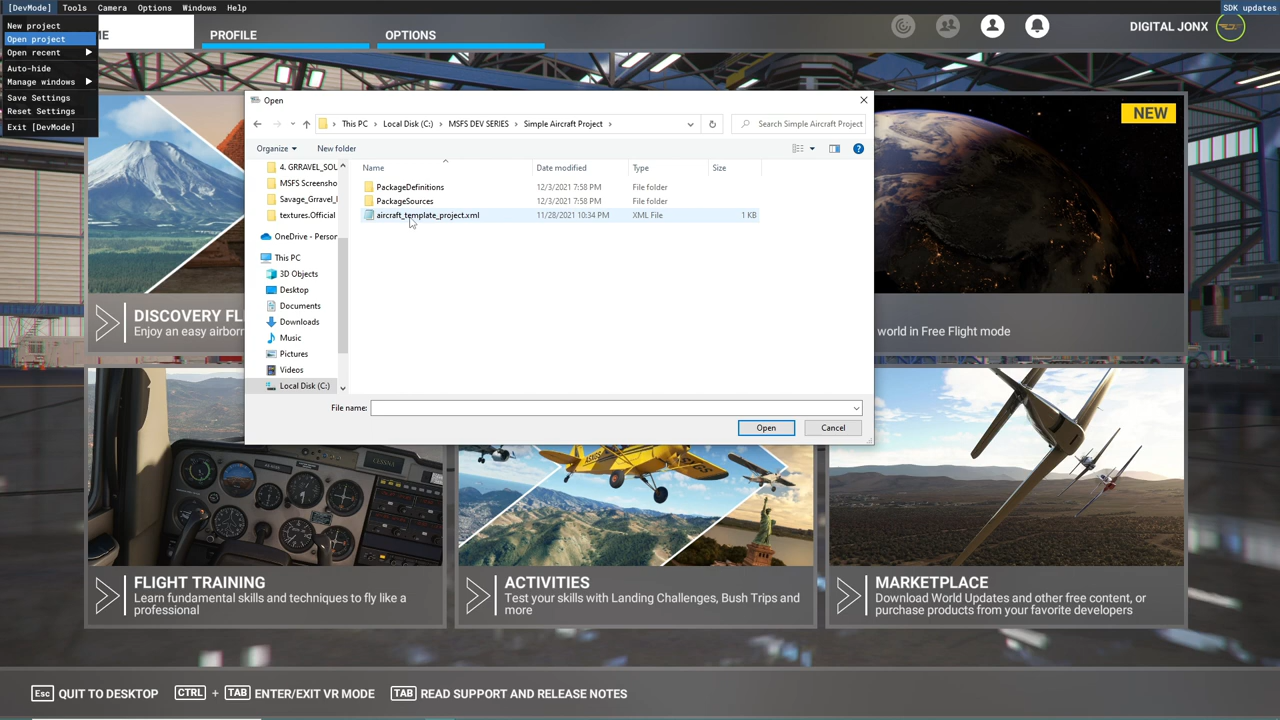 [DevMode] Tools Camera Options Windows Help SDK updates
New project
Open project
Open recent
Auto-hide
Manage windows
Save Settings
Reset Settings
Exit [DevMode]
ME PROFILE OPTIONS DIGITAL JONX
Open
This PC > Local Disk (C:) > MSFS DEV SERIES > Simple Aircraft Project
Search Simple Aircraft Project
Organize New folder
4. GRRAVEL_SOU
MSFS Screensho
Savage_Grravel_I
textures.Official
OneDrive - Person
This PC
3D Objects
Desktop
Documents
Downloads
Music
Pictures
Videos
Local Disk (C:)
Name Date modified Type Size
PackageDefinitions 12/3/2021 7:58 PM File folder
PackageSources 12/3/2021 7:58 PM File folder
aircraft_template_project.xml 11/28/2021 10:34 PM XML File 1 KB
File name:
Open Cancel
NEW
DISCOVERY FL
Enjoy an easy airborn
world in Free Flight mode
FLIGHT TRAINING
Learn fundamental skills and techniques to fly like a
professional
ACTIVITIES
Test your skills with Landing Challenges, Bush Trips and
more
MARKETPLACE
Download World Updates and other free content, or
purchase products from your favorite developers
Esc QUIT TO DESKTOP CTRL + TAB ENTER/EXIT VR MODE TAB READ SUPPORT AND RELEASE NOTES